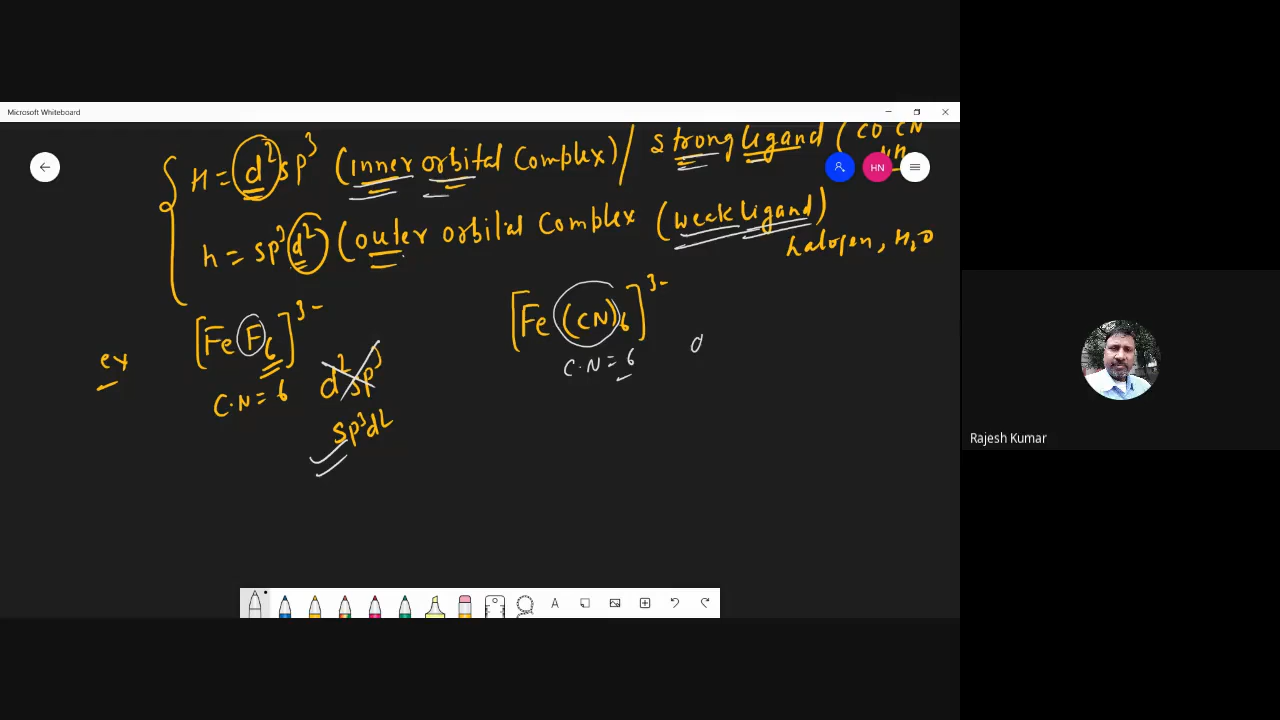 Microsoft Whiteboard
H = d²sp³ (inner orbital Complex) / strong ligand (CO CN
HN
h = sp³d² (outer orbital Complex (weak ligand)
halogen, H₂O
ex [FeF₆]³⁻ [Fe(CN)₆]³⁻
C.N = 6 d²sp³ C.N = 6 d
sp³d²
A
Rajesh Kumar